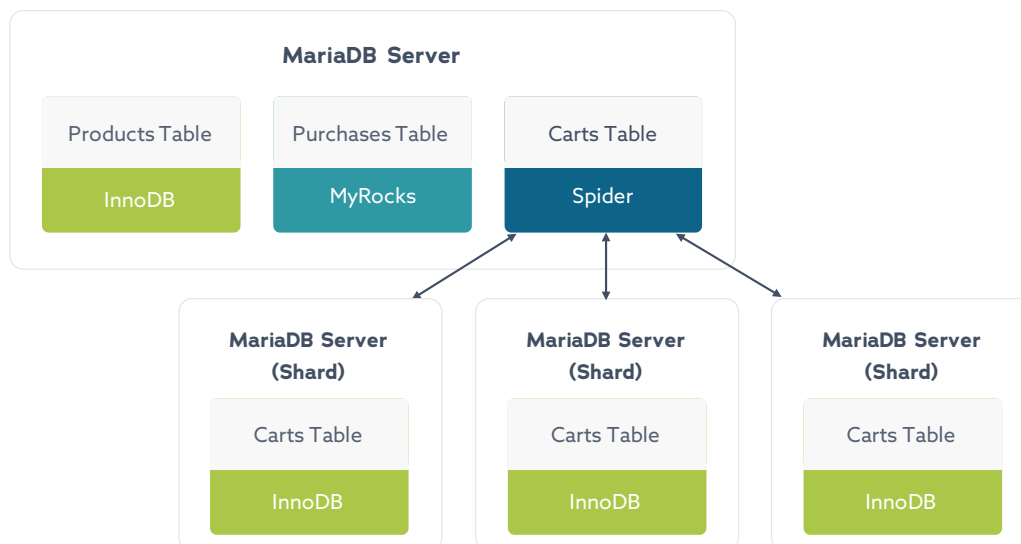 MariaDB Server
Products Table
Purchases Table
Carts Table
InnoDB
MyRocks
Spider
MariaDB Server
(Shard)
MariaDB Server
(Shard)
MariaDB Server
(Shard)
Carts Table
Carts Table
Carts Table
InnoDB
InnoDB
InnoDB